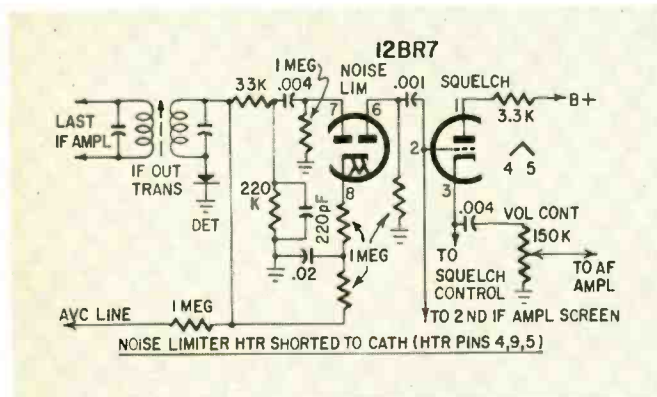 12BR7
1 MEG
NOISE
LIM
33K
.004
.001
SQUELCH
B+
LAST
IF AMPL
7
6
3.3K
2
4 5
IF OUT
TRANS
8
3
220
K
220pF
.004
VOL CONT
DET
150K
.02
1 MEG
TO
SQUELCH
CONTROL
TO AF
AMPL
AVC LINE
1 MEG
TO 2ND IF AMPL SCREEN
NOISE LIMITER HTR SHORTED TO CATH (HTR PINS 4,9,5)